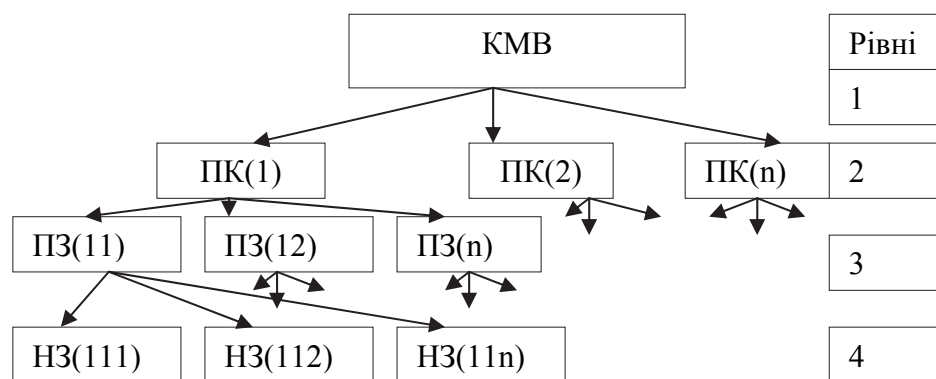 КМВ
Рівні
1
ПК(1)
ПК(2)
ПК(n)
2
ПЗ(11)
ПЗ(12)
ПЗ(n)
3
НЗ(111)
НЗ(112)
НЗ(11n)
4